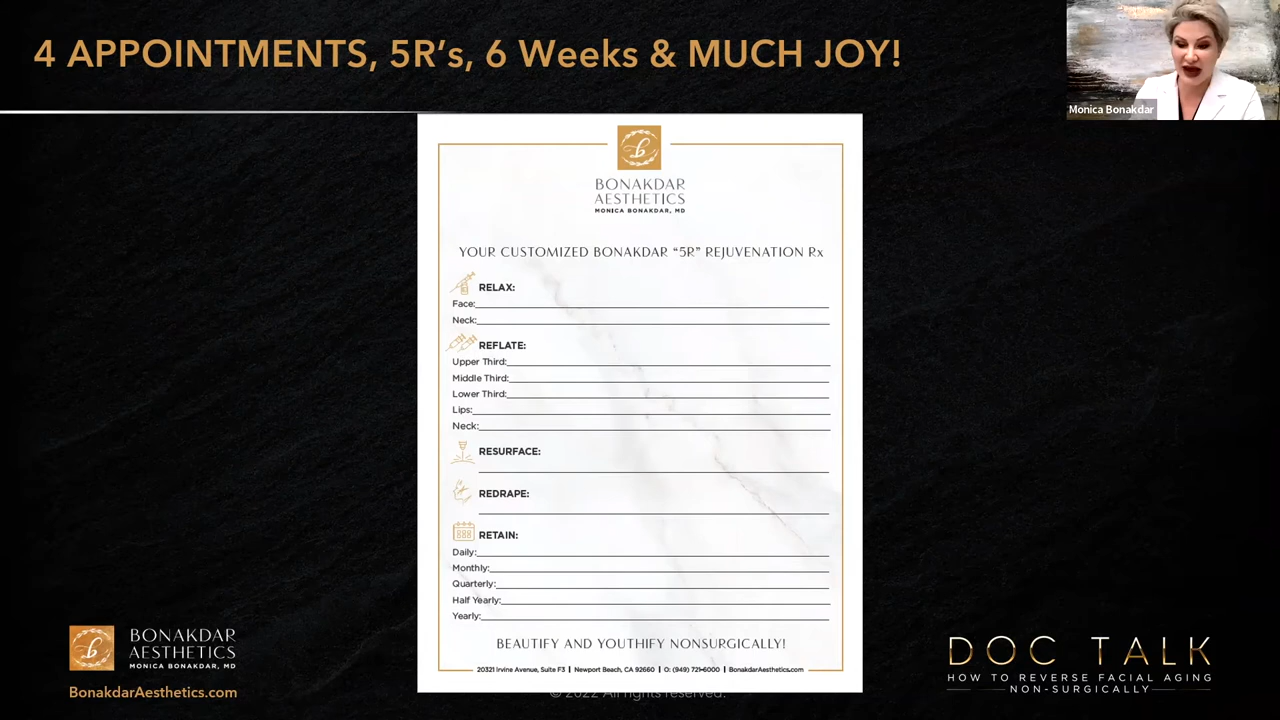 4 APPOINTMENTS, 5R's, 6 Weeks & MUCH JOY!
Monica Bonakdar
b
BONAKDAR
AESTHETICS
MONICA BONAKDAR, MD
YOUR CUSTOMIZED BONAKDAR “5R” REJUVENATION Rx
RELAX:
Face:
Neck:
REFLATE:
Upper Third:
Middle Third:
Lower Third:
Lips:
Neck:
RESURFACE:
REDRAPE:
RETAIN:
Daily:
Monthly:
Quarterly:
Half Yearly:
Yearly:
BEAUTIFY AND YOUTHIFY NONSURGICALLY!
20321 Irvine Avenue, Suite F3 | Newport Beach, CA 92660 | O: (949) 721-6000 | BonakdarAesthetics.com
b
BONAKDAR
AESTHETICS
MONICA BONAKDAR, MD
BonakdarAesthetics.com
© 2022 All rights reserved.
DOC TALK
HOW TO REVERSE FACIAL AGING
NON-SURGICALLY